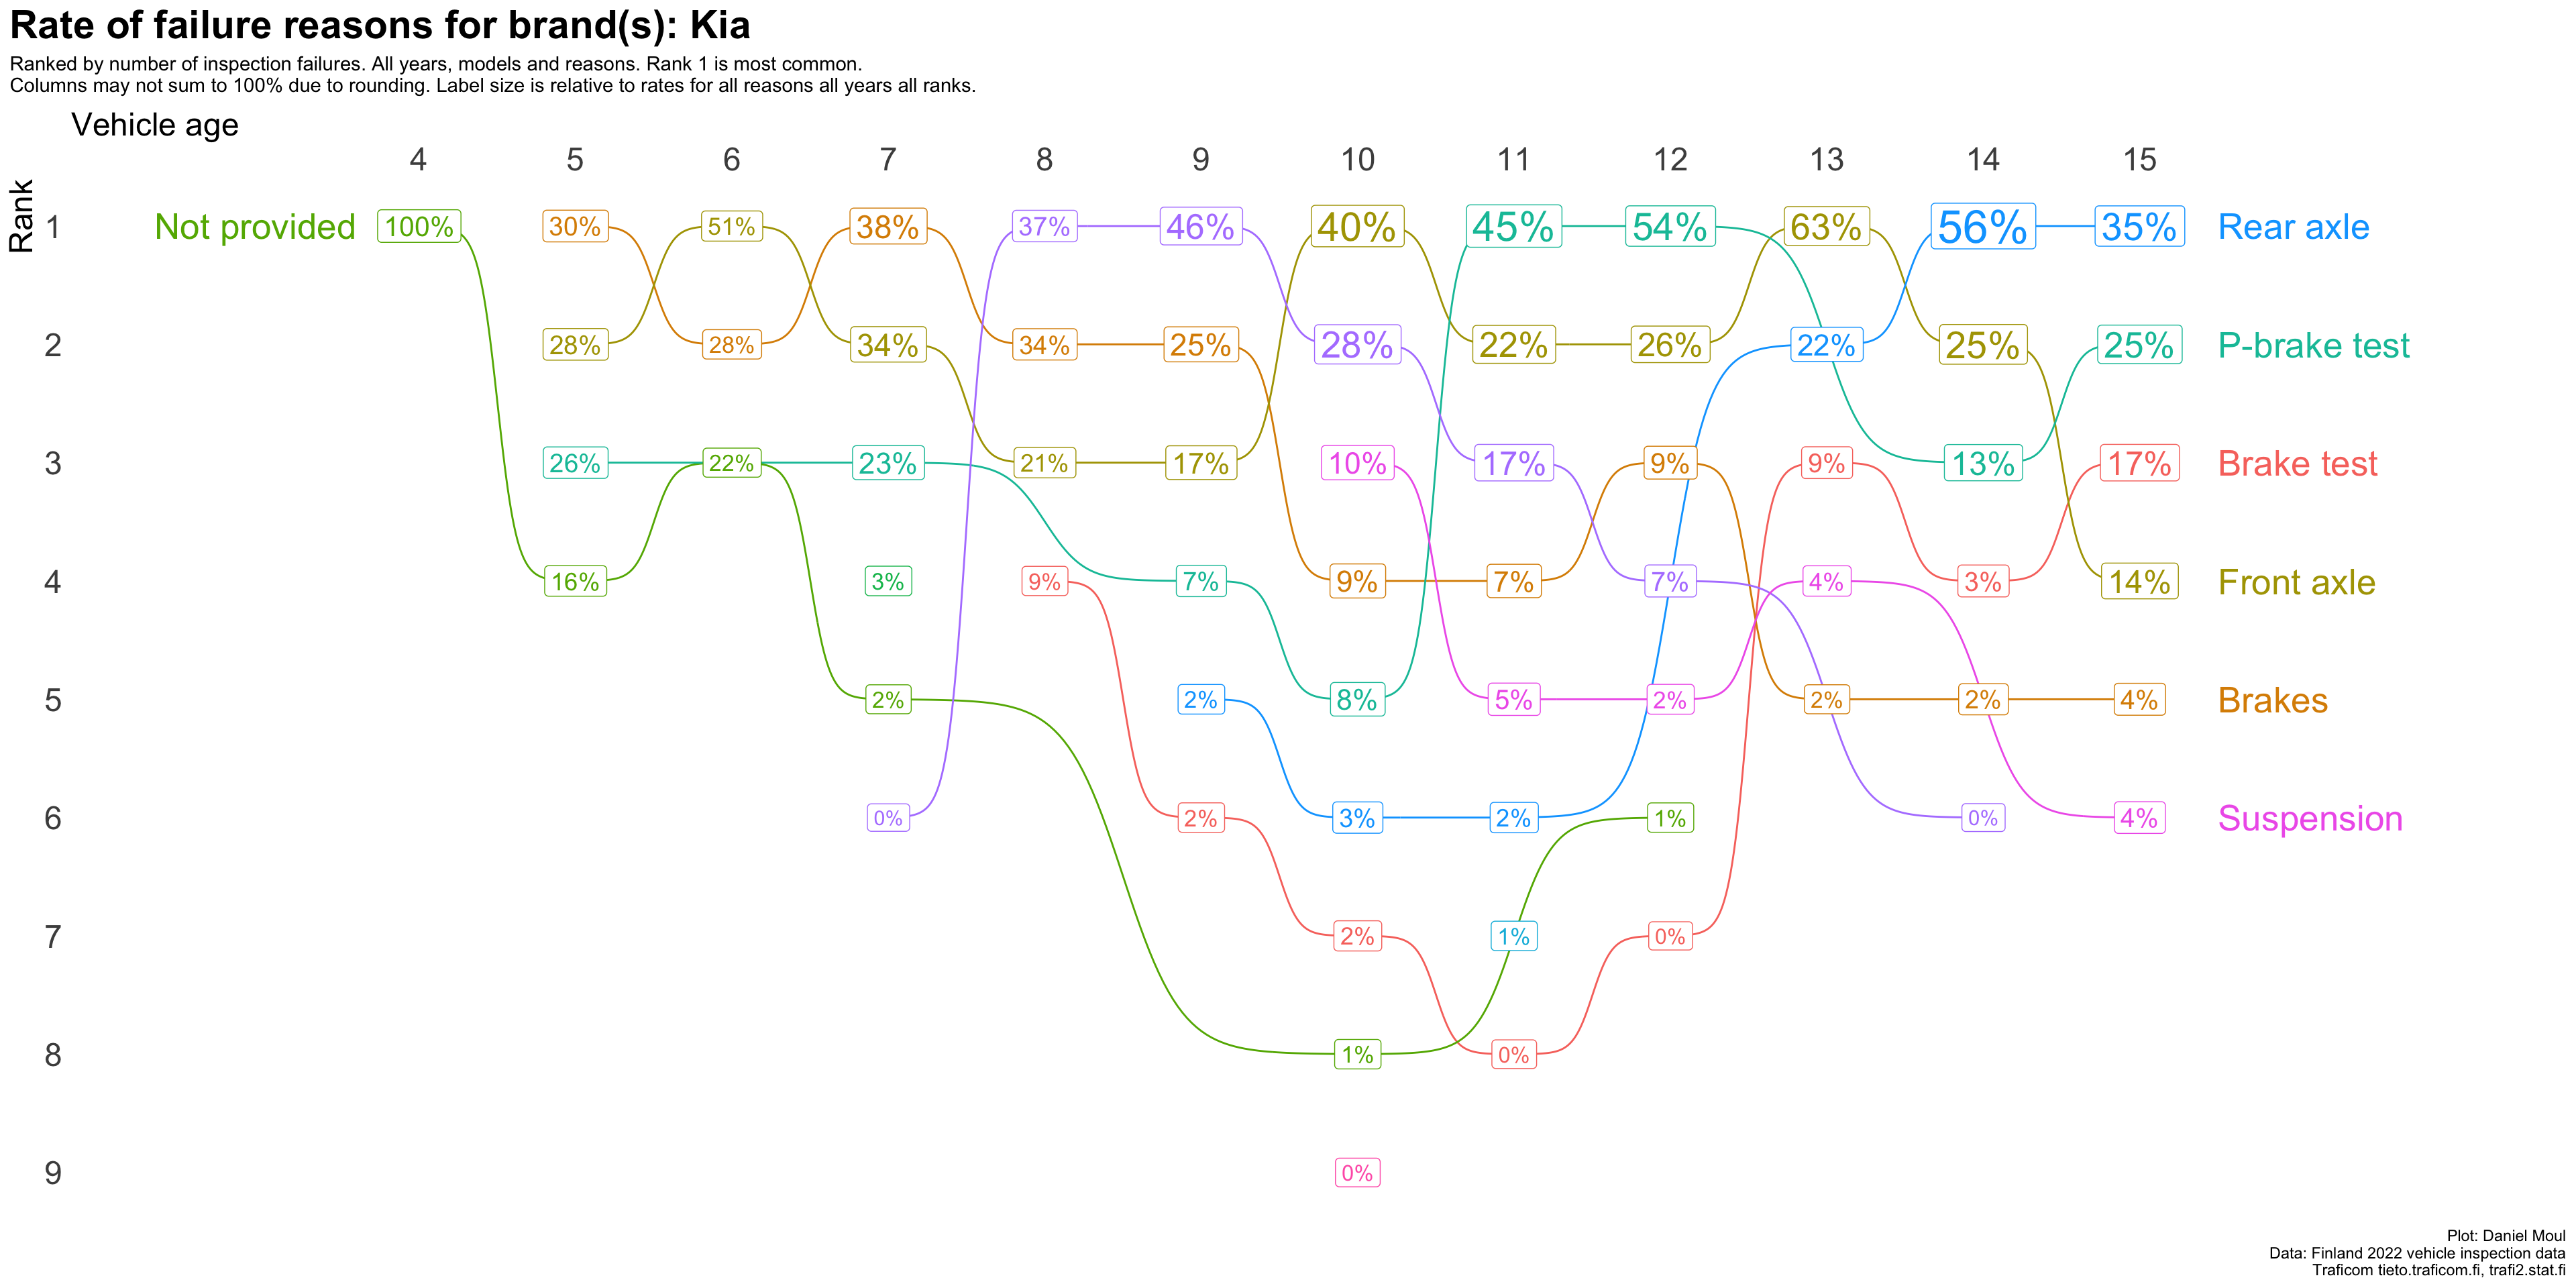 Rate of failure reasons for brand(s): Kia
Ranked by number of inspection failures. All years, models and reasons. Rank 1 is most common.
Columns may not sum to 100% due to rounding. Label size is relative to rates for all reasons all years all ranks.
Vehicle age
4 5 6 7 8 9 10 11 12 13 14 15
Rank
1 Not provided 100% 30% 51% 38% 37% 46% 40% 45% 54% 63% 56% 35% Rear axle
2 28% 28% 34% 34% 25% 28% 22% 26% 22% 25% 25% P-brake test
3 26% 22% 23% 21% 17% 10% 17% 9% 9% 13% 17% Brake test
4 16% 3% 9% 7% 9% 7% 7% 4% 3% 14% Front axle
5 2% 2% 8% 5% 2% 2% 2% 4% Brakes
6 0% 2% 3% 2% 1% 0% 4% Suspension
7 2% 1% 0%
8 1% 0%
9 0%
Plot: Daniel Moul
Data: Finland 2022 vehicle inspection data
Traficom tieto.traficom.fi, trafi2.stat.fi